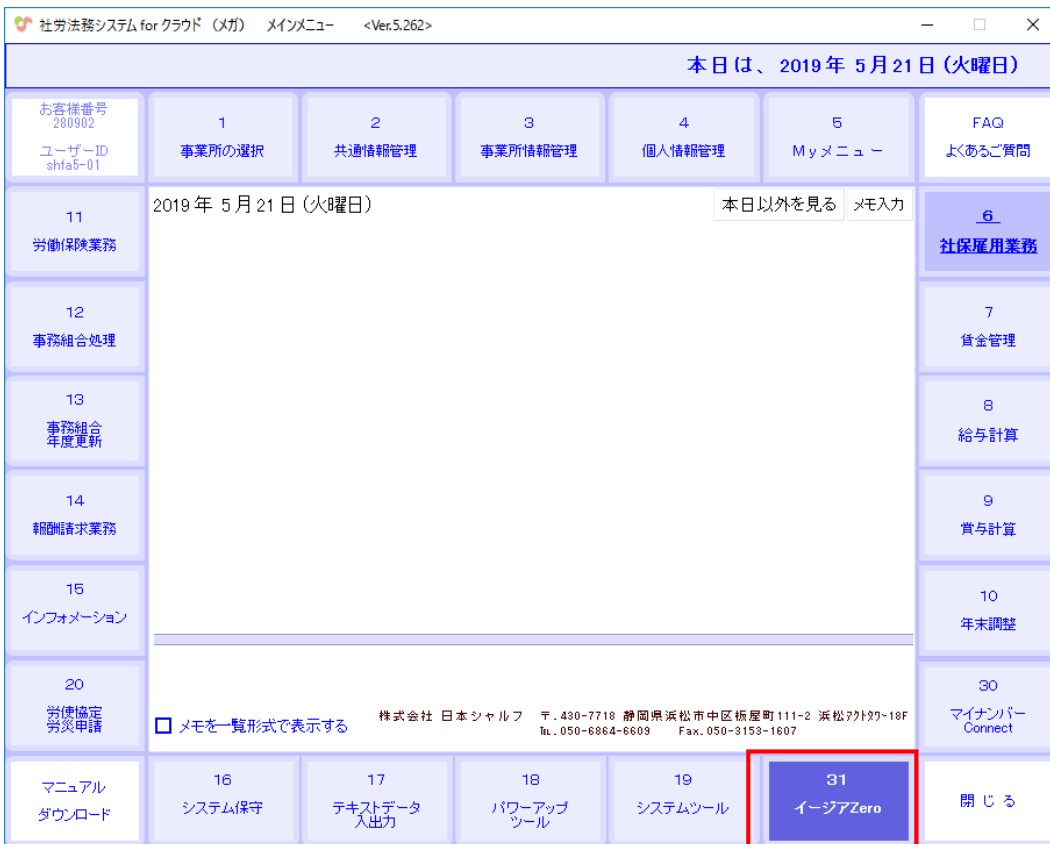 社労法務システム for クラウド (メガ) メインメニュー <Ver.5.262>
本日は、 2019年 5月21日 (火曜日)
お客様番号
280902
ユーザーID
shfa5-01
1
事業所の選択
2
共通情報管理
3
事業所情報管理
4
個人情報管理
5
Myメニュー
FAQ
よくあるご質問
11
労働保険業務
2019年 5月21日 (火曜日)
本日以外を見る
メモ入力
6
社保雇用業務
12
事務組合処理
7
賃金管理
13
事務組合
年度更新
8
給与計算
14
報酬請求業務
9
賞与計算
15
インフォメーション
10
年末調整
20
労使協定
労災申請
メモを一覧形式で表示する
株式会社 日本シャルフ 〒.430-7718 静岡県浜松市中区板屋町111-2 浜松アクトタワー18F
℡.050-6864-6609 Fax.050-3153-1607
30
マイナンバー
Connect
マニュアル
ダウンロード
16
システム保守
17
テキストデータ
入出力
18
パワーアップ
ツール
19
システムツール
31
イージアZero
閉じる